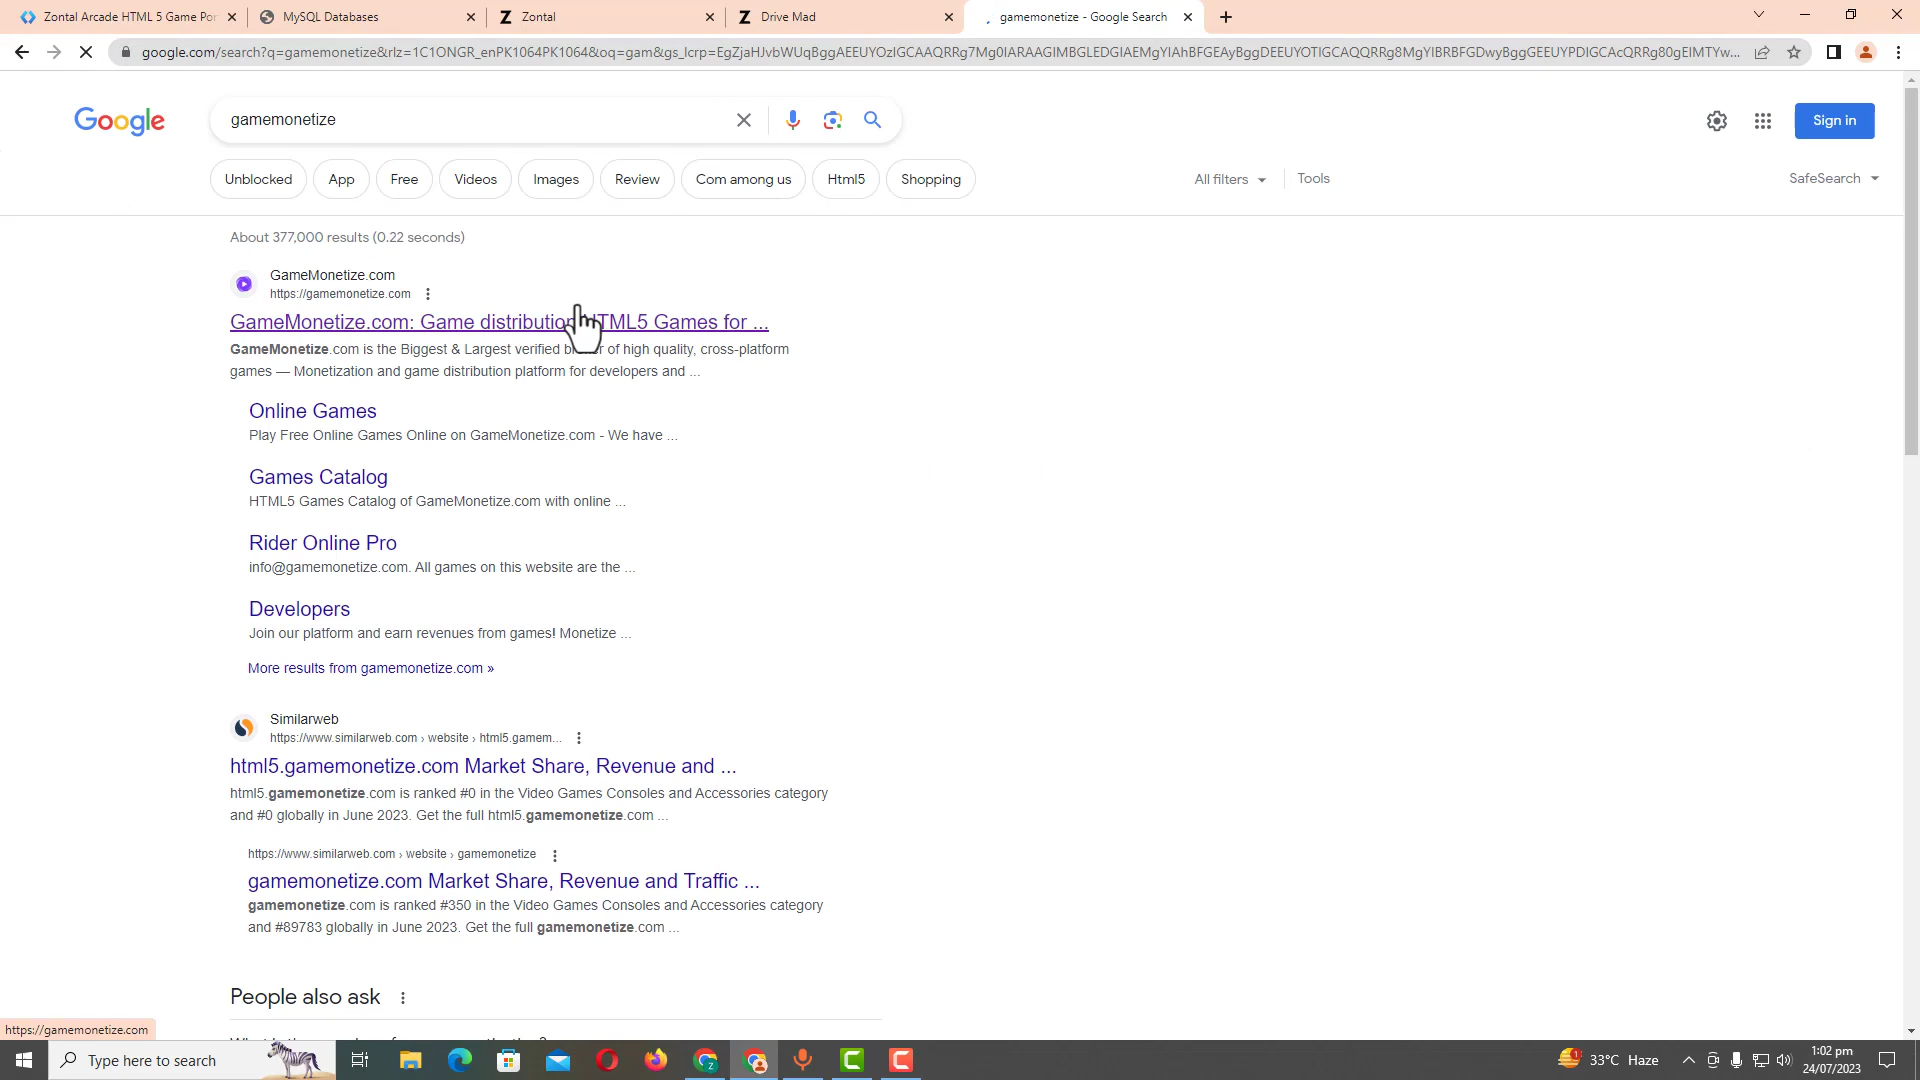 Zontal Arcade HTML 5 Game Por
MySQL Databases
Zontal
Drive Mad
gamemonetize - Google Search
google.com/search?q=gamemonetize&rlz=1C1ONGR_enPK1064PK1064&oq=gam&gs_lcrp=
Google
gamemonetize
Sign in
Unblocked
App
Free
Videos
Images
Review
Com among us
Html5
Shopping
All filters
Tools
SafeSearch
About 377,000 results (0.22 seconds)
GameMonetize.com
https://gamemonetize.com
GameMonetize.com: Game distribution HTML5 Games for ...
GameMonetize.com is the Biggest & Largest verified of high quality, cross-platform
games — Monetization and game distribution platform for developers and ...
Online Games
Play Free Online Games Online on GameMonetize.com - We have ...
Games Catalog
HTML5 Games Catalog of GameMonetize.com with online ...
Rider Online Pro
info@gamemonetize.com. All games on this website are the ...
Developers
Join our platform and earn revenues from games! Monetize ...
More results from gamemonetize.com »
Similarweb
https://www.similarweb.com › website › html5.gamem...
html5.gamemonetize.com Market Share, Revenue and ...
html5.gamemonetize.com is ranked #0 in the Video Games Consoles and Accessories category
and #0 globally in June 2023. Get the full html5.gamemonetize.com ...
https://www.similarweb.com › website › gamemonetize
gamemonetize.com Market Share, Revenue and Traffic ...
gamemonetize.com is ranked #350 in the Video Games Consoles and Accessories category
and #89783 globally in June 2023. Get the full gamemonetize.com ...
People also ask
https://gamemonetize.com
Type here to search
1
33°C Haze
1:02 pm
24/07/2023